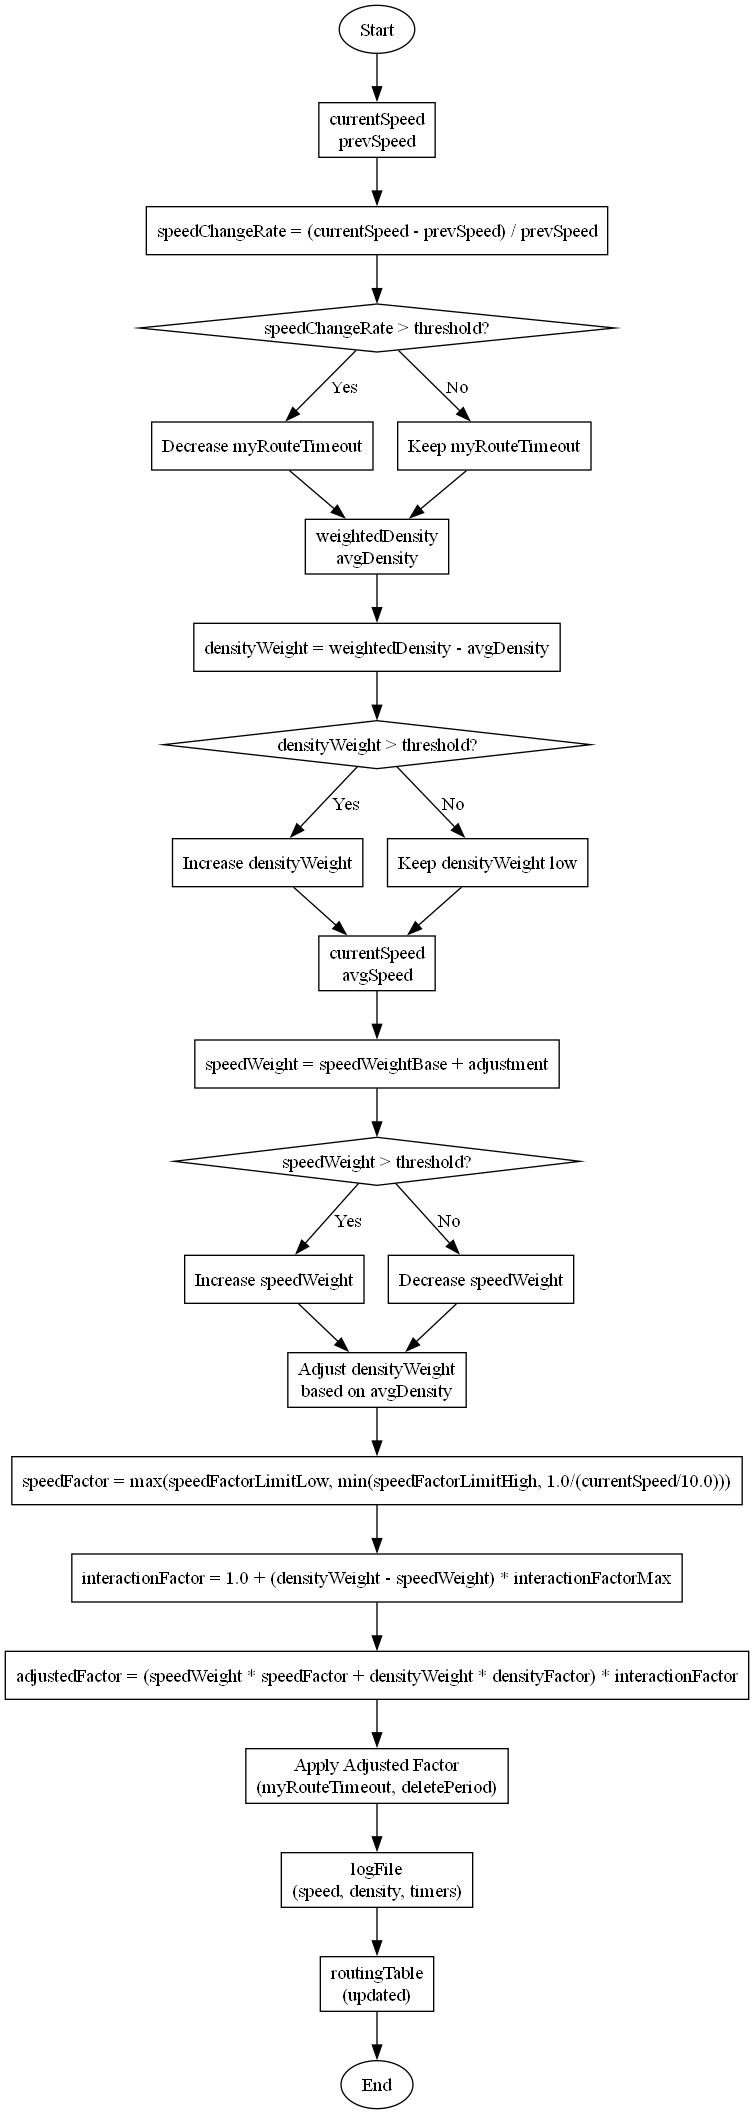 Start
currentSpeed
prevSpeed
speedChangeRate = (currentSpeed - prevSpeed) / prevSpeed
speedChangeRate > threshold?
Yes
No
Decrease myRouteTimeout
Keep myRouteTimeout
weightedDensity
avgDensity
densityWeight = weightedDensity - avgDensity
densityWeight > threshold?
Yes
No
Increase densityWeight
Keep densityWeight low
currentSpeed
avgSpeed
speedWeight = speedWeightBase + adjustment
speedWeight > threshold?
Yes
No
Increase speedWeight
Decrease speedWeight
Adjust densityWeight
based on avgDensity
speedFactor = max(speedFactorLimitLow, min(speedFactorLimitHigh, 1.0/(currentSpeed/10.0)))
interactionFactor = 1.0 + (densityWeight - speedWeight) * interactionFactorMax
adjustedFactor = (speedWeight * speedFactor + densityWeight * densityFactor) * interactionFactor
Apply Adjusted Factor
(myRouteTimeout, deletePeriod)
logFile
(speed, density, timers)
routingTable
(updated)
End